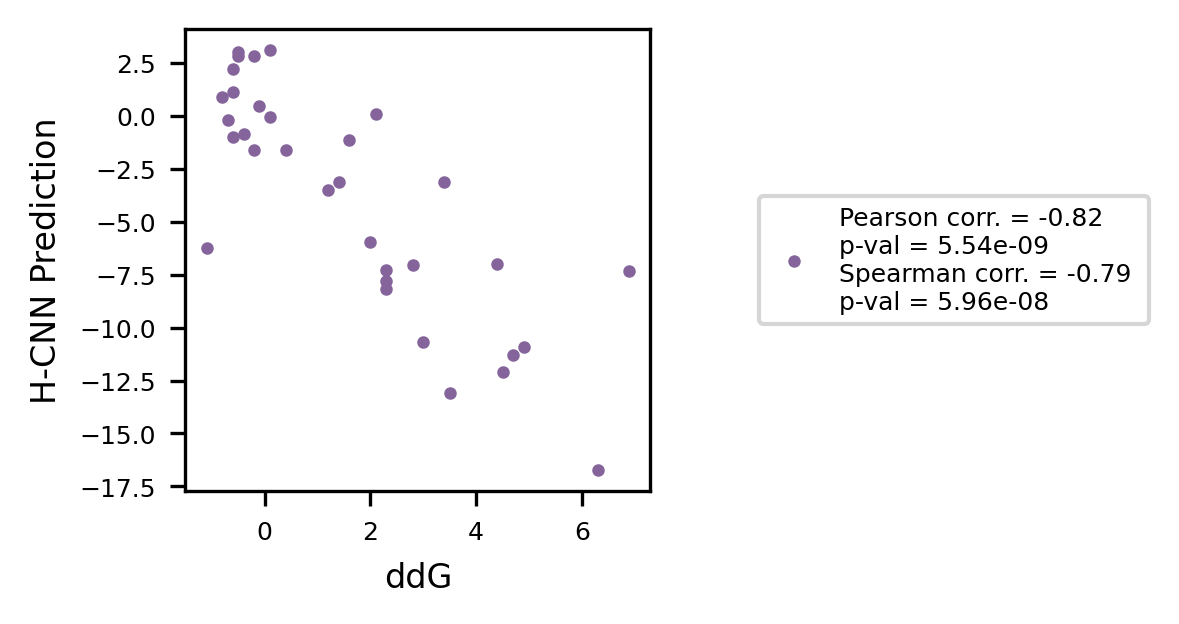 2.5
0.0
−2.5
−5.0
−7.5
−10.0
−12.5
−15.0
−17.5
H-CNN Prediction
0 2 4 6
ddG
Pearson corr. = -0.82
p-val = 5.54e-09
Spearman corr. = -0.79
p-val = 5.96e-08